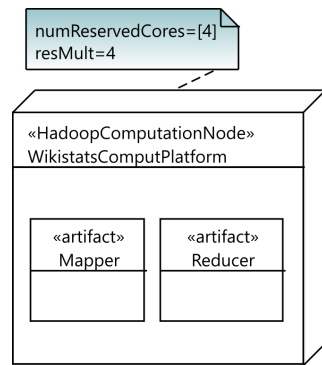 numReservedCores=[4]
resMult=4
«HadoopComputationNode»
WikistatsComputPlatform
«artifact»
Mapper
«artifact»
Reducer